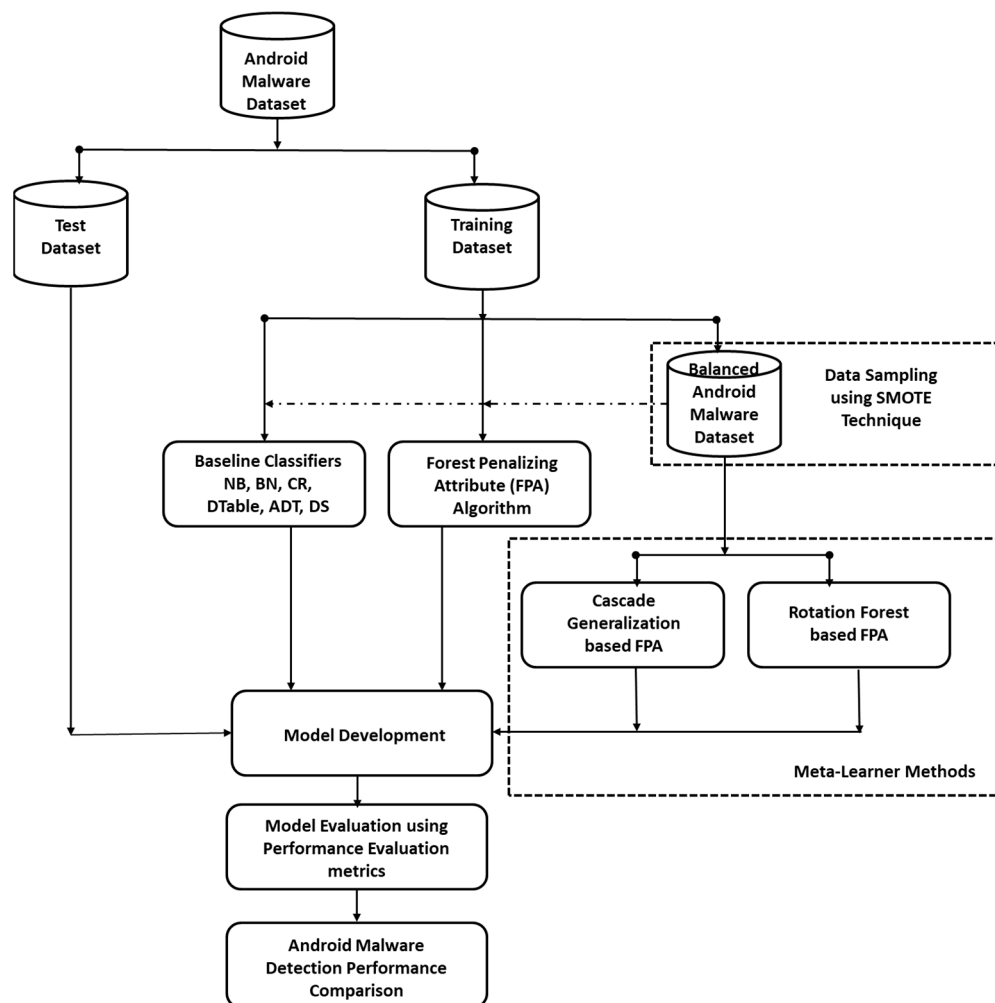 Android
Malware
Dataset
Test
Dataset
Training
Dataset
Balanced
Android
Malware
Dataset
Data Sampling
using SMOTE
Technique
Baseline Classifiers
NB, BN, CR,
DTable, ADT, DS
Forest Penalizing
Attribute (FPA)
Algorithm
Cascade
Generalization
based FPA
Rotation Forest
based FPA
Model Development
Meta-Learner Methods
Model Evaluation using
Performance Evaluation
metrics
Android Malware
Detection Performance
Comparison